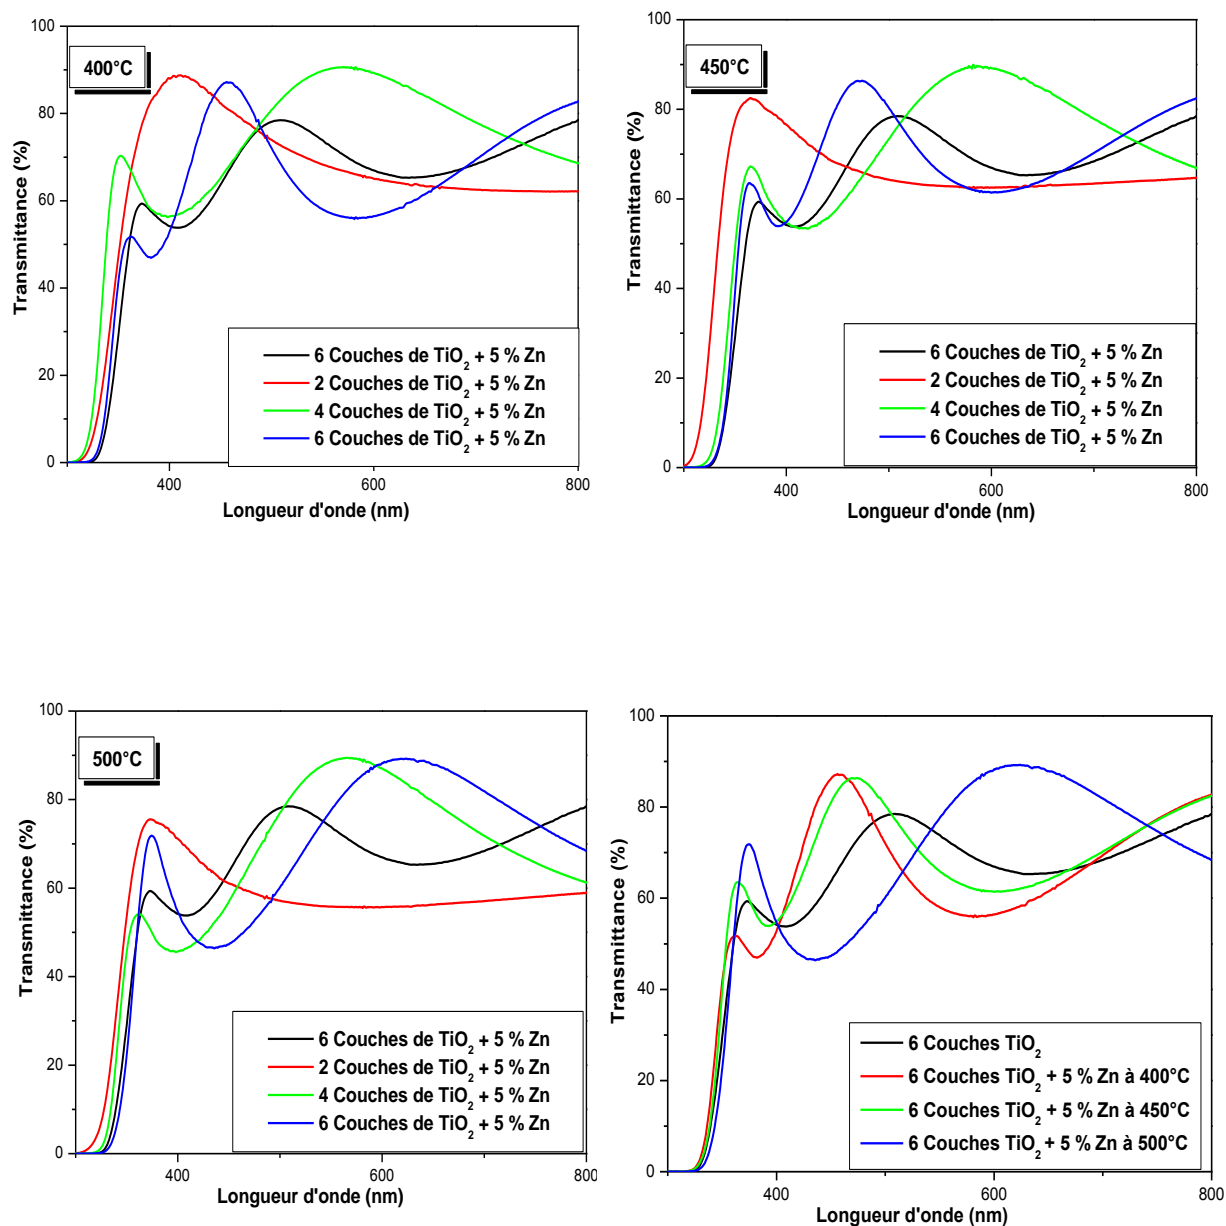 100
80
60
40
20
0
Transmittance (%)
400°C
6 Couches de TiO2 + 5 % Zn
2 Couches de TiO2 + 5 % Zn
4 Couches de TiO2 + 5 % Zn
6 Couches de TiO2 + 5 % Zn
400 600 800
Longueur d'onde (nm)
100
80
60
40
20
0
Transmittance (%)
450°C
6 Couches de TiO2 + 5 % Zn
2 Couches de TiO2 + 5 % Zn
4 Couches de TiO2 + 5 % Zn
6 Couches de TiO2 + 5 % Zn
400 600 800
Longueur d'onde (nm)
100
80
60
40
20
0
Transmittance (%)
500°C
6 Couches de TiO2 + 5 % Zn
2 Couches de TiO2 + 5 % Zn
4 Couches de TiO2 + 5 % Zn
6 Couches de TiO2 + 5 % Zn
400 600 800
Longueur d'onde (nm)
100
80
60
40
20
0
Transmittance (%)
6 Couches TiO2
6 Couches TiO2 + 5 % Zn à 400°C
6 Couches TiO2 + 5 % Zn à 450°C
6 Couches TiO2 + 5 % Zn à 500°C
400 600 800
Longueur d'onde (nm)